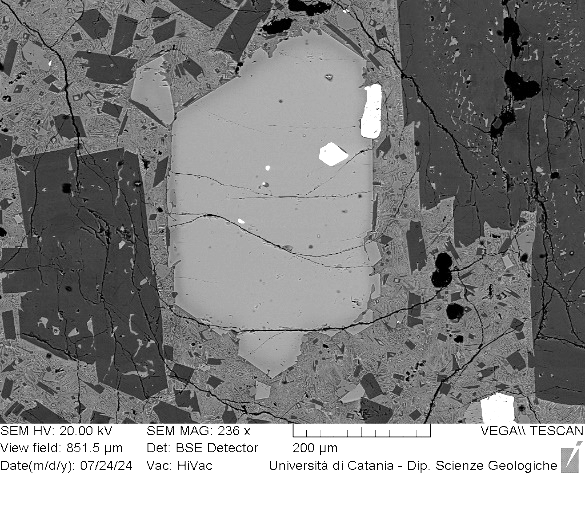 SEM HV: 20.00 kV SEM MAG: 236 x VEGA\\ TESCAN
View field: 851.5 µm Det: BSE Detector 200 µm
Date(m/d/y): 07/24/24 Vac: HiVac Università di Catania - Dip. Scienze Geologiche